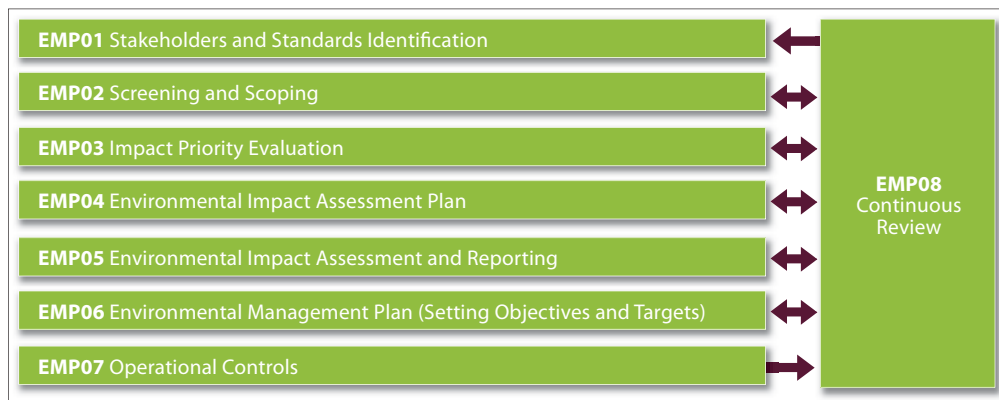 EMP01 Stakeholders and Standards Identification
EMP02 Screening and Scoping
EMP03 Impact Priority Evaluation
EMP04 Environmental Impact Assessment Plan
EMP05 Environmental Impact Assessment and Reporting
EMP06 Environmental Management Plan (Setting Objectives and Targets)
EMP07 Operational Controls
EMP08
Continuous
Review